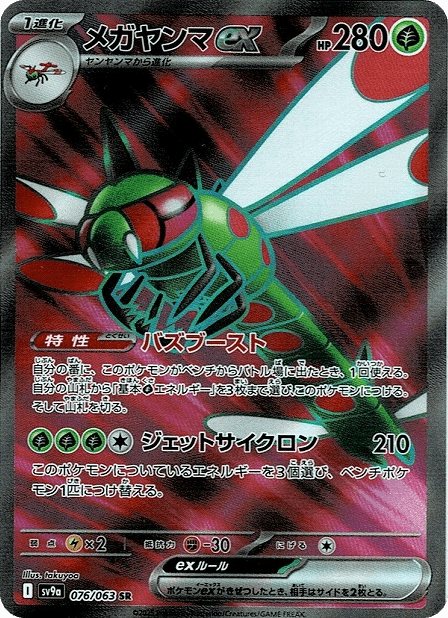 1進化
メガヤンマex
HP280
ヤンヤンマから進化
特性 バズブースト
自分の番に、このポケモンがベンチからバトル場に出たとき、1回使える。
自分の山札から「基本エネルギー」を3枚まで選び、このポケモンにつける。
そして山札を切る。
ジェットサイクロン 210
このポケモンについているエネルギーを3個選び、ベンチポケ
モン1匹につけ替える。
弱点 ×2 抵抗力 -30 にげる
exルール
ポケモンexがきぜつしたとき、相手はサイドを2枚とる。
Illus. takuyoa
I sv9a 076/063 SR
Nintendo/Creatures/GAME FREAK